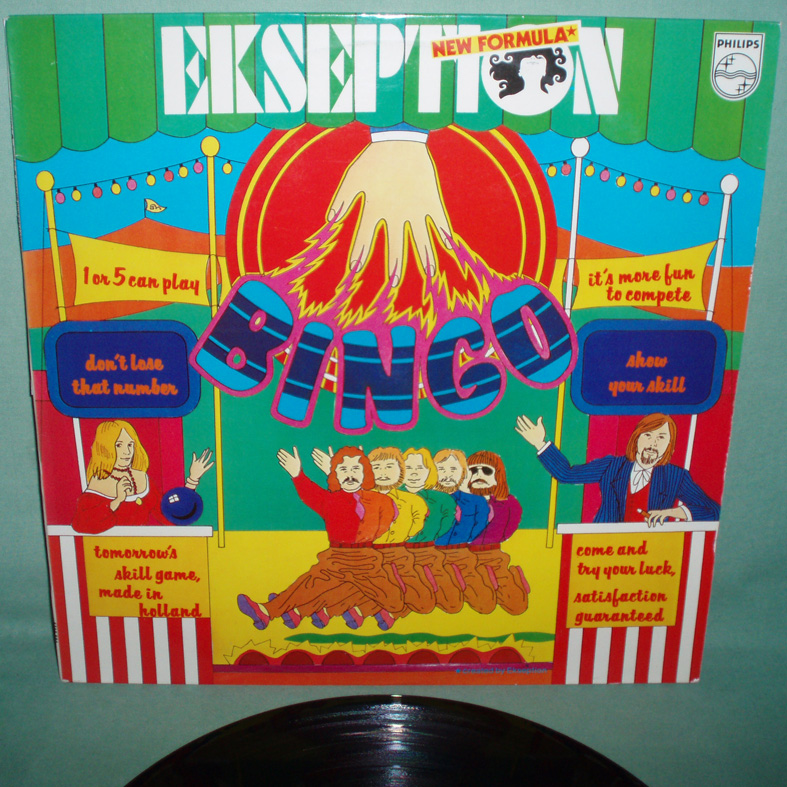 EKSEPTION
NEW FORMULA*
PHILIPS
1 or 5 can play
it's more fun
to compete
BINGO
don't lose
that number
show
your skill
tomorrow's
skill game,
made in
holland
come and
try your luck,
satisfaction
guaranteed